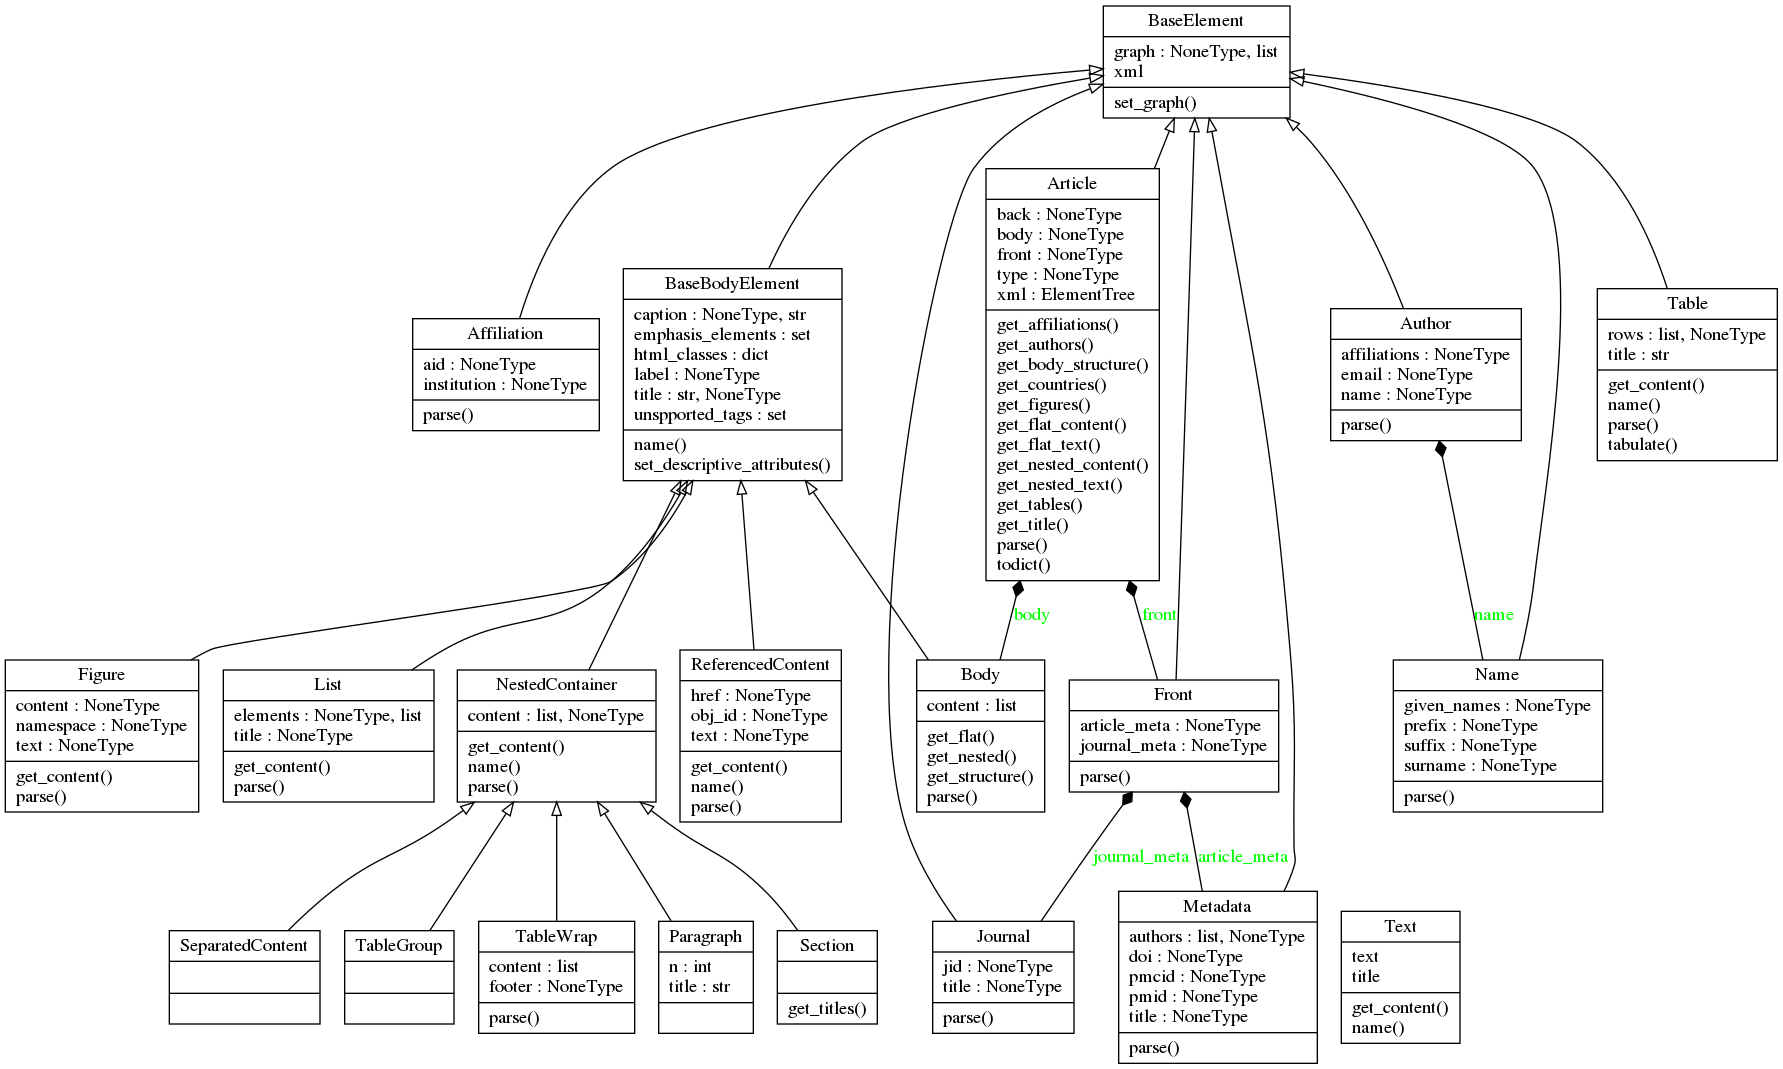 BaseElement
graph : NoneType, list
xml
set_graph()
Article
back : NoneType
body : NoneType
front : NoneType
type : NoneType
xml : ElementTree
get_affiliations()
get_authors()
get_body_structure()
get_countries()
get_figures()
get_flat_content()
get_flat_text()
get_nested_content()
get_nested_text()
get_tables()
get_title()
parse()
todict()
BaseBodyElement
caption : NoneType, str
emphasis_elements : set
html_classes : dict
label : NoneType
title : str, NoneType
unspported_tags : set
name()
set_descriptive_attributes()
Affiliation
aid : NoneType
institution : NoneType
parse()
Author
affiliations : NoneType
email : NoneType
name : NoneType
parse()
Table
rows : list, NoneType
title : str
get_content()
name()
parse()
tabulate()
body
front
name
Figure
content : NoneType
namespace : NoneType
text : NoneType
get_content()
parse()
List
elements : NoneType, list
title : NoneType
get_content()
parse()
NestedContainer
content : list, NoneType
get_content()
name()
parse()
ReferencedContent
href : NoneType
obj_id : NoneType
text : NoneType
get_content()
name()
parse()
Body
content : list
get_flat()
get_nested()
get_structure()
parse()
Front
article_meta : NoneType
journal_meta : NoneType
parse()
Name
given_names : NoneType
prefix : NoneType
suffix : NoneType
surname : NoneType
parse()
journal_meta
article_meta
SeparatedContent
TableGroup
TableWrap
content : list
footer : NoneType
parse()
Paragraph
n : int
title : str
Section
get_titles()
Journal
jid : NoneType
title : NoneType
parse()
Metadata
authors : list, NoneType
doi : NoneType
pmcid : NoneType
pmid : NoneType
title : NoneType
parse()
Text
text
title
get_content()
name()